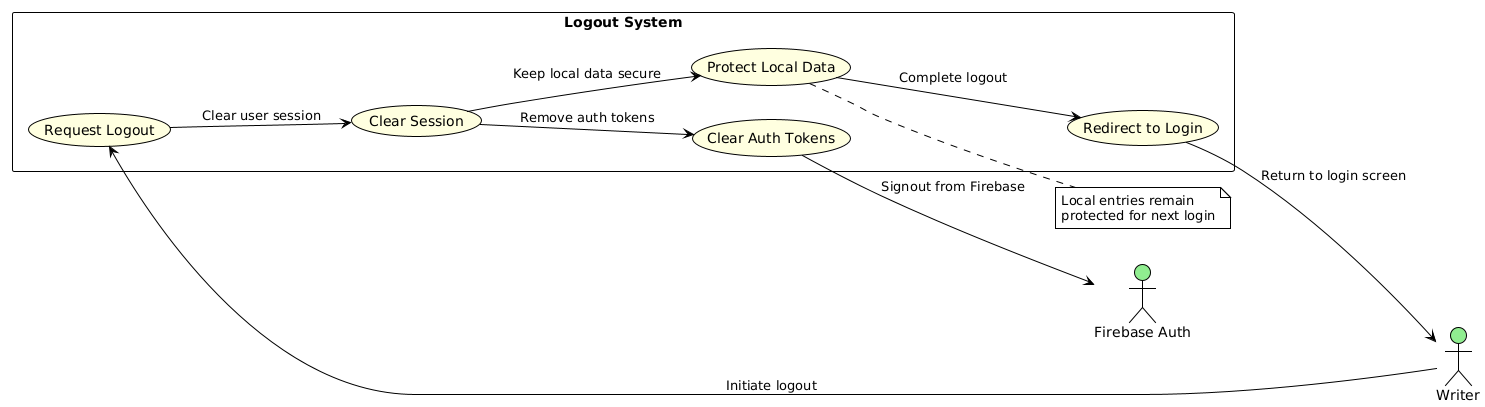 Logout System
Protect Local Data
Keep local data secure
Complete logout
Clear user session
Clear Session
Remove auth tokens
Request Logout
Clear Auth Tokens
Redirect to Login
Return to login screen
Signout from Firebase
Local entries remain
protected for next login
Firebase Auth
Initiate logout
Writer